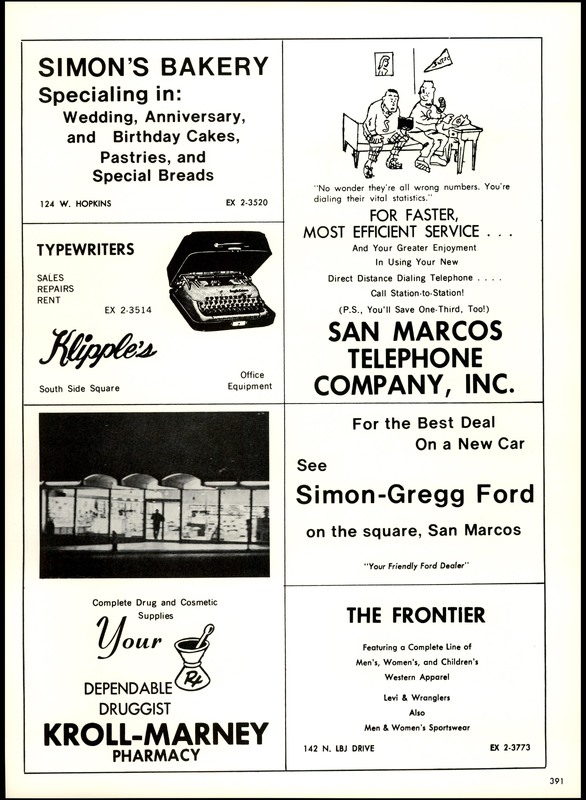 SIMON'S BAKERY
Specialing in:
Wedding, Anniversary,
and Birthday Cakes,
Pastries, and
Special Breads
124 W. HOPKINS EX 2-3520
TYPEWRITERS
SALES
REPAIRS
RENT
EX 2-3514
Klipple's
South Side Square
Office
Equipment
Complete Drug and Cosmetic
Supplies
Your
Rx
DEPENDABLE
DRUGGIST
KROLL-MARNEY
PHARMACY
"No wonder they're all wrong numbers. You're
dialing their vital statistics."
FOR FASTER,
MOST EFFICIENT SERVICE . . .
And Your Greater Enjoyment
In Using Your New
Direct Distance Dialing Telephone . . . .
Call Station-to-Station!
(P.S., You'll Save One-Third, Too!)
SAN MARCOS
TELEPHONE
COMPANY, INC.
For the Best Deal
On a New Car
See
Simon-Gregg Ford
on the square, San Marcos
"Your Friendly Ford Dealer"
THE FRONTIER
Featuring a Complete Line of
Men's, Women's, and Children's
Western Apparel
Levi & Wranglers
Also
Men & Women's Sportswear
142 N. LBJ DRIVE EX 2-3773
391